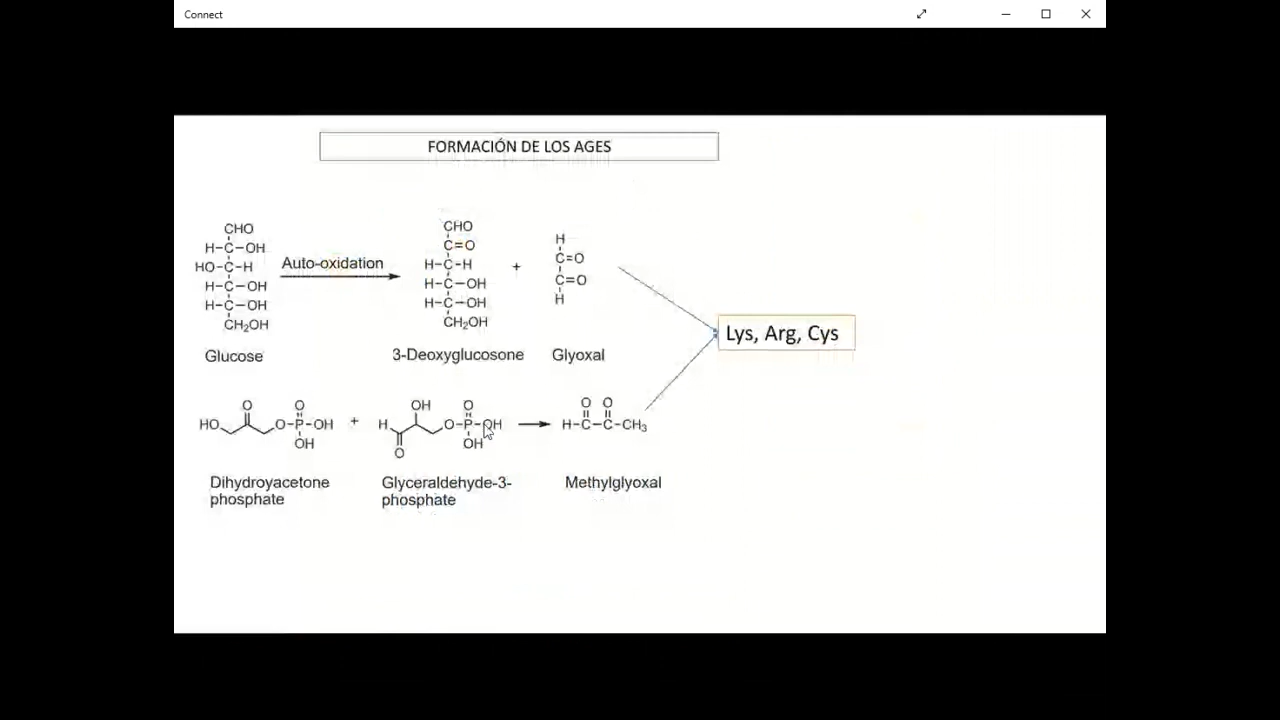 Connect
FORMACIÓN DE LOS AGES
CHO
H-C-OH
HO-C-H
H-C-OH
H-C-OH
CH₂OH
Glucose
Auto-oxidation
CHO
C=O
H-C-H
H-C-OH
H-C-OH
CH₂OH
3-Deoxyglucosone
+
H
C=O
C=O
H
Glyoxal
Lys, Arg, Cys
O
O
HO
O-P-OH
OH
Dihydroyacetone
phosphate
+
OH
O
H
O-P-OH
O
OH
Glyceraldehyde-3-
phosphate
O O
H-C-C-CH₃
Methylglyoxal